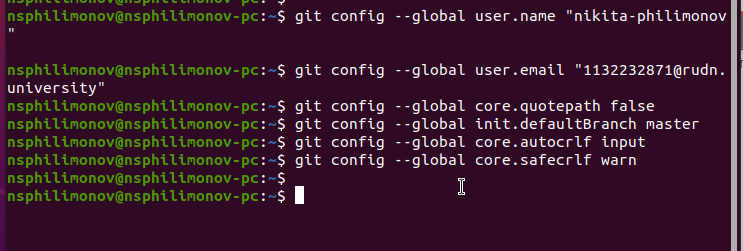 nsphilimonov@nsphilimonov-pc:~$ git config --global user.name "nikita-philimonov
"
nsphilimonov@nsphilimonov-pc:~$ git config --global user.email "1132232871@rudn.
university"
nsphilimonov@nsphilimonov-pc:~$ git config --global core.quotepath false
nsphilimonov@nsphilimonov-pc:~$ git config --global init.defaultBranch master
nsphilimonov@nsphilimonov-pc:~$ git config --global core.autocrlf input
nsphilimonov@nsphilimonov-pc:~$ git config --global core.safecrlf warn
nsphilimonov@nsphilimonov-pc:~$
nsphilimonov@nsphilimonov-pc:~$